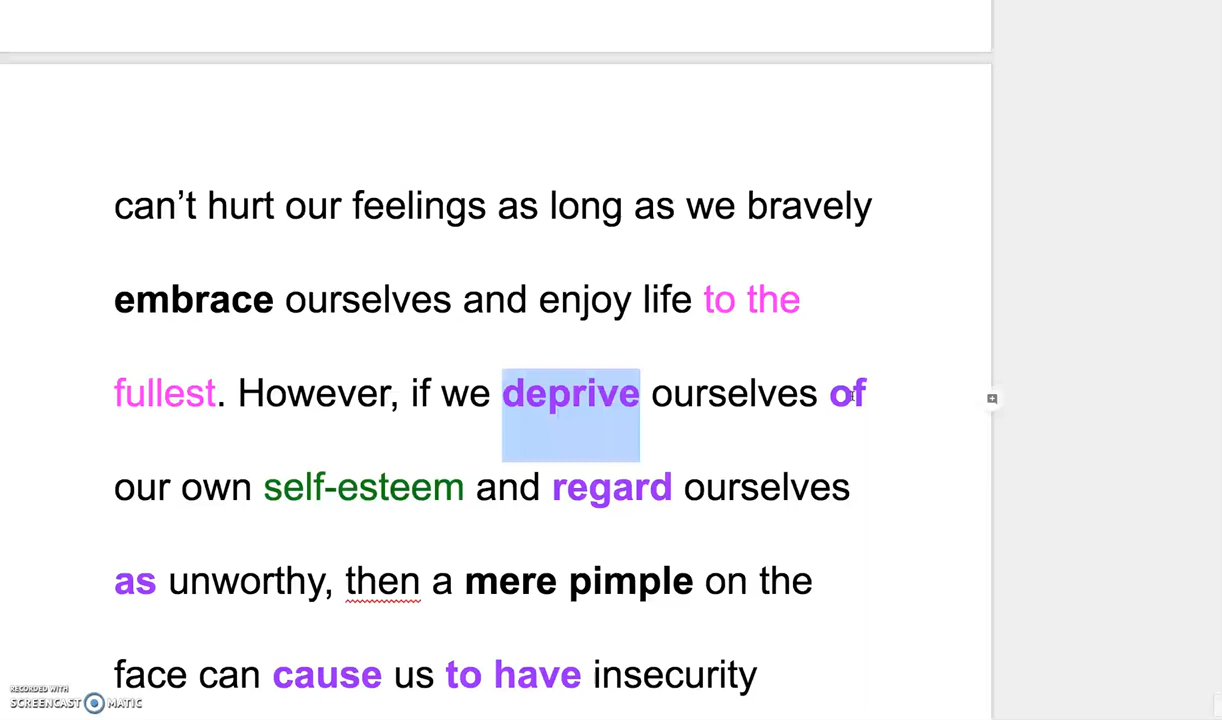 can’t hurt our feelings as long as we bravely
embrace ourselves and enjoy life to the
fullest. However, if we deprive ourselves of
our own self-esteem and regard ourselves
as unworthy, then a mere pimple on the
face can cause us to have insecurity
RECORDED WITH
SCREENCAST MATIC